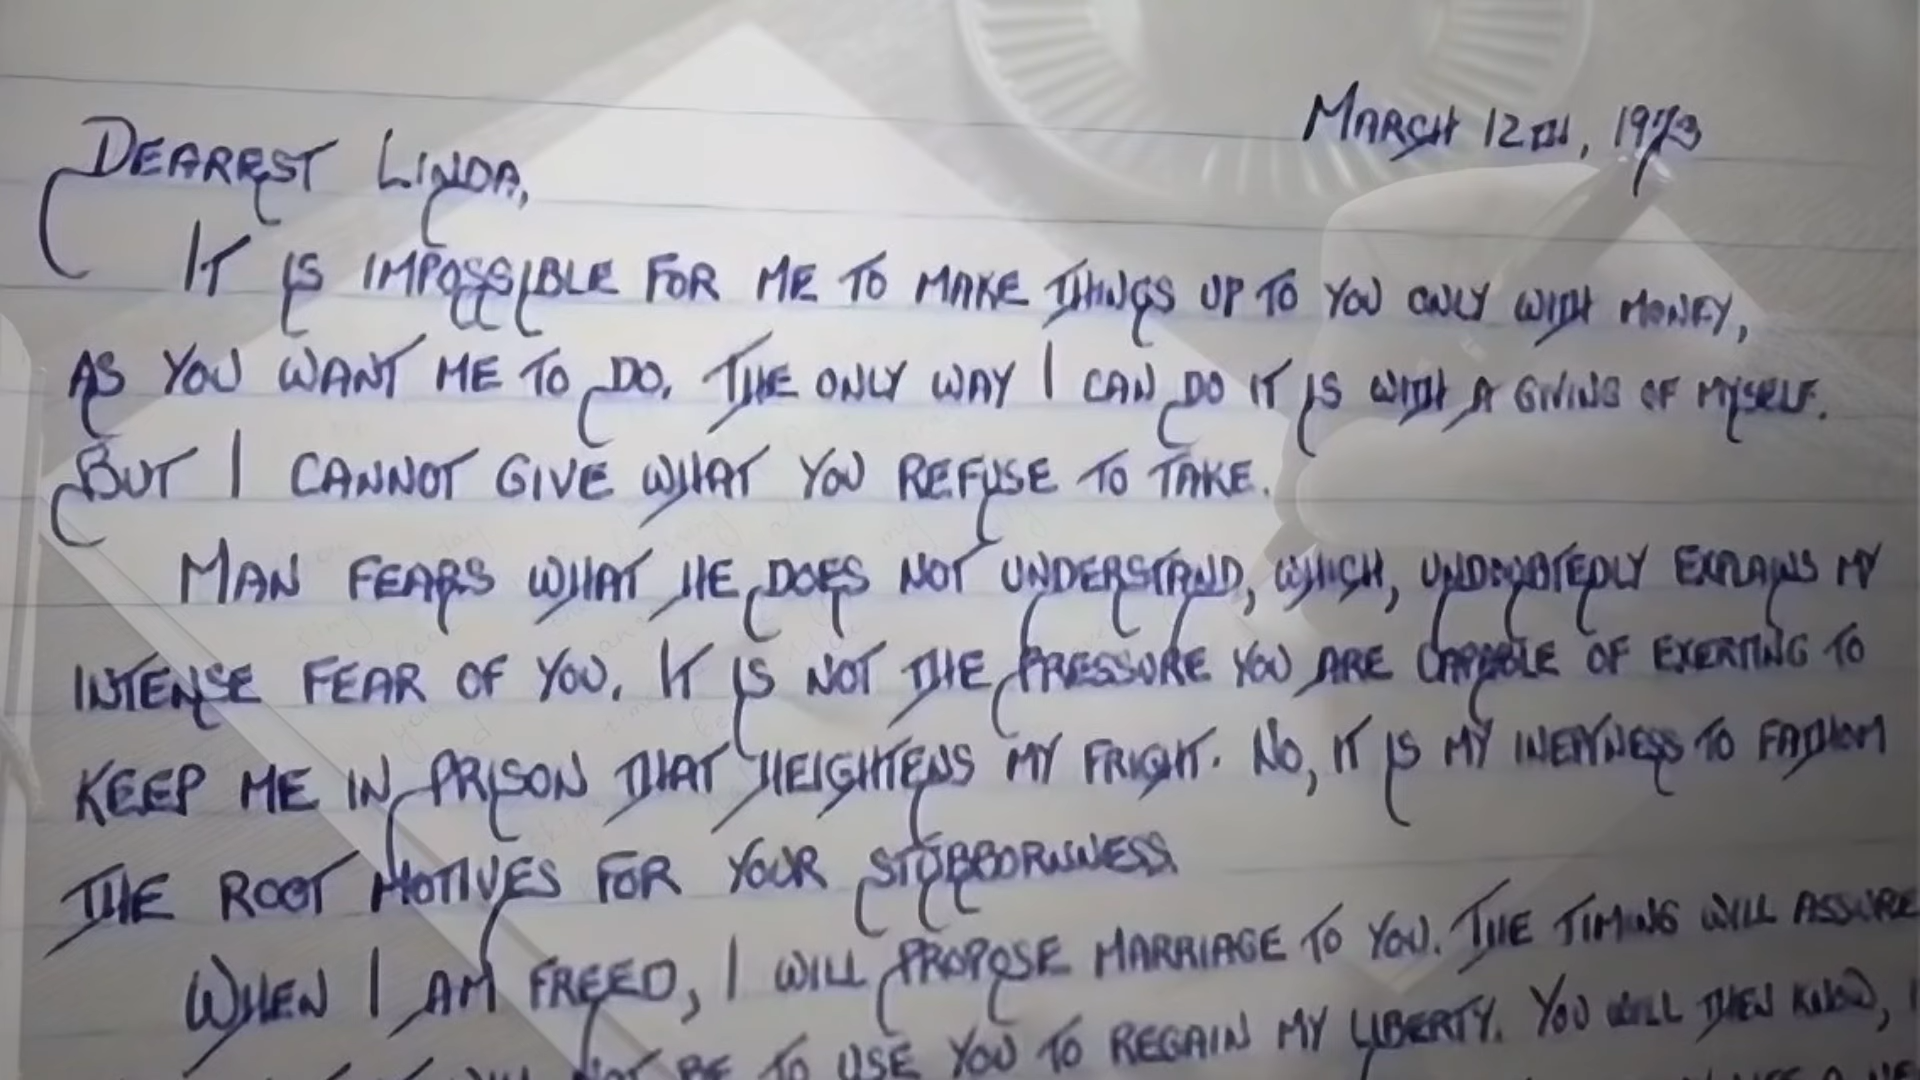 March 12th, 1973
Dearest Linda,
It is impossible for me to make things up to you only with money,
as you want me to do. The only way I can do it is with a giving of myself.
But I cannot give what you refuse to take.
Man fears what he does not understand, which, undoubtedly explains my
intense fear of you. It is not the pressure you are capable of exerting to
keep me in prison that heightens my fright. No, it is my ineptness to fathom
the root motives for your stubbornness.
When I am freed, I will propose marriage to you. The timing will assure
not be to use you to regain my liberty. You will then know,